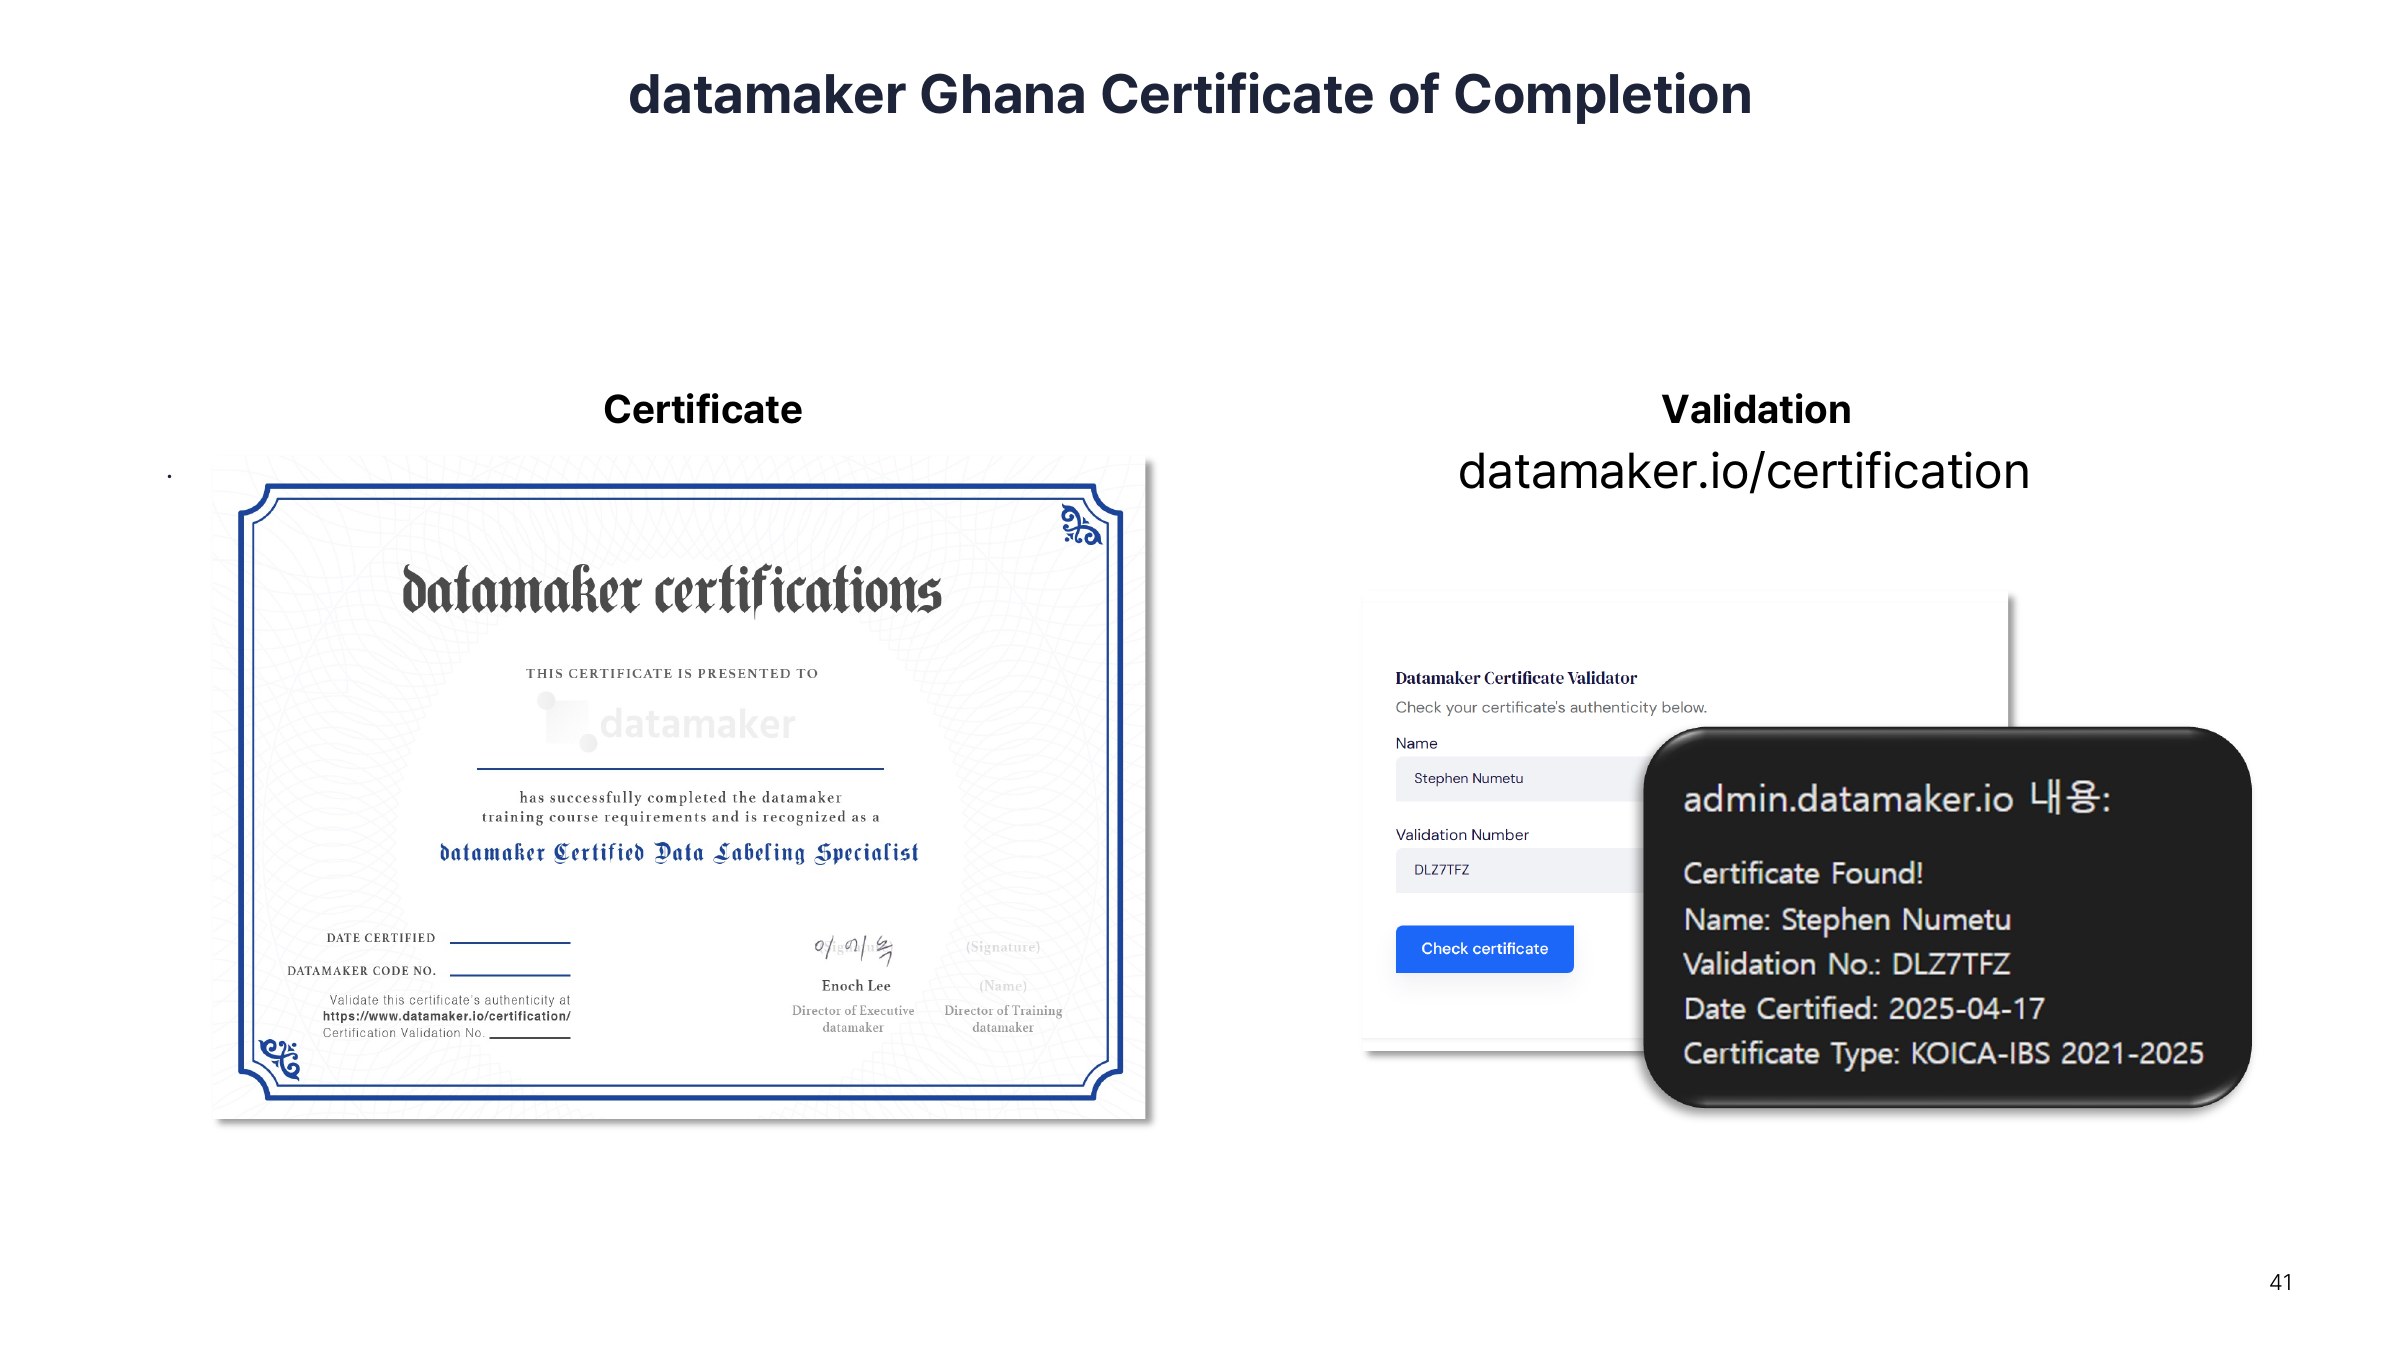 datamaker Ghana Certificate of Completion
Certificate
.
datamaker certifications
THIS CERTIFICATE IS PRESENTED TO
datamaker
has successfully completed the datamaker
training course requirements and is recognized as a
datamaker Certified Data Labeling Specialist
DATE CERTIFIED
DATAMAKER CODE NO.
Validate this certificate's authenticity at
https://www.datamaker.io/certification/
Certification Validation No.
이이녹
Enoch Lee
Director of Executive
datamaker
(Signature)
(Name)
Director of Training
datamaker
Validation
datamaker.io/certification
Datamaker Certificate Validator
Check your certificate's authenticity below.
Name
Stephen Numetu
Validation Number
DLZ7TFZ
Check certificate
admin.datamaker.io 내용:
Certificate Found!
Name: Stephen Numetu
Validation No.: DLZ7TFZ
Date Certified: 2025-04-17
Certificate Type: KOICA-IBS 2021-2025
41